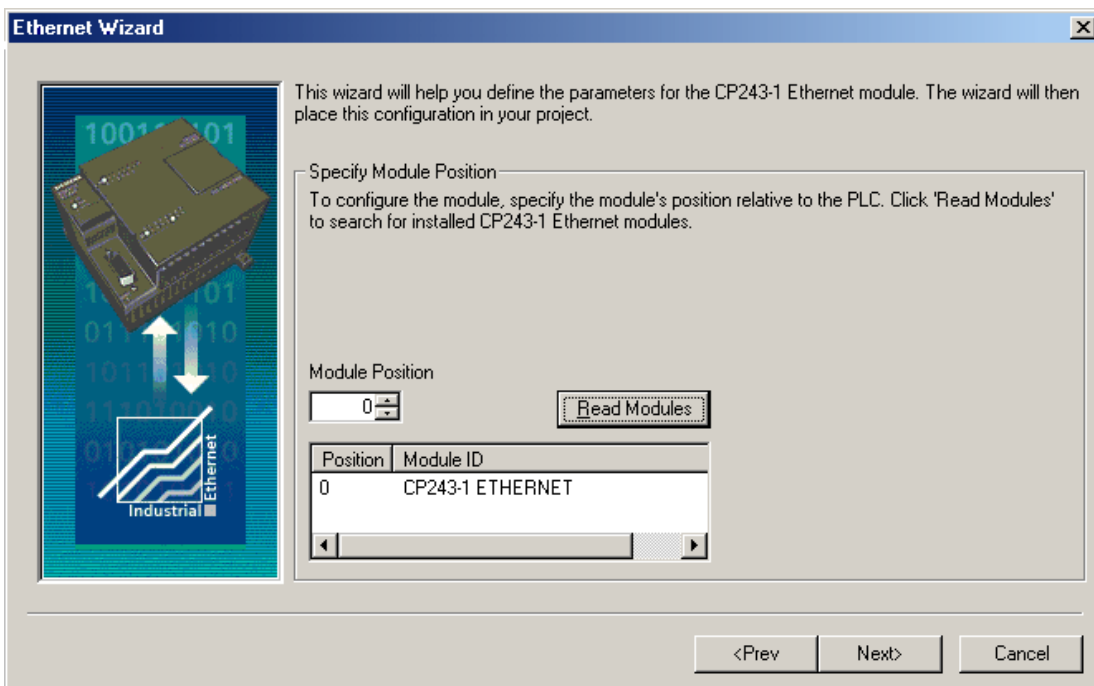 Ethernet Wizard
This wizard will help you define the parameters for the CP243-1 Ethernet module. The wizard will then
place this configuration in your project.
Specify Module Position
To configure the module, specify the module's position relative to the PLC. Click 'Read Modules'
to search for installed CP243-1 Ethernet modules.
Module Position
0
Read Modules
Position Module ID
0 CP243-1 ETHERNET
Industrial
Ethernet
<Prev
Next>
Cancel